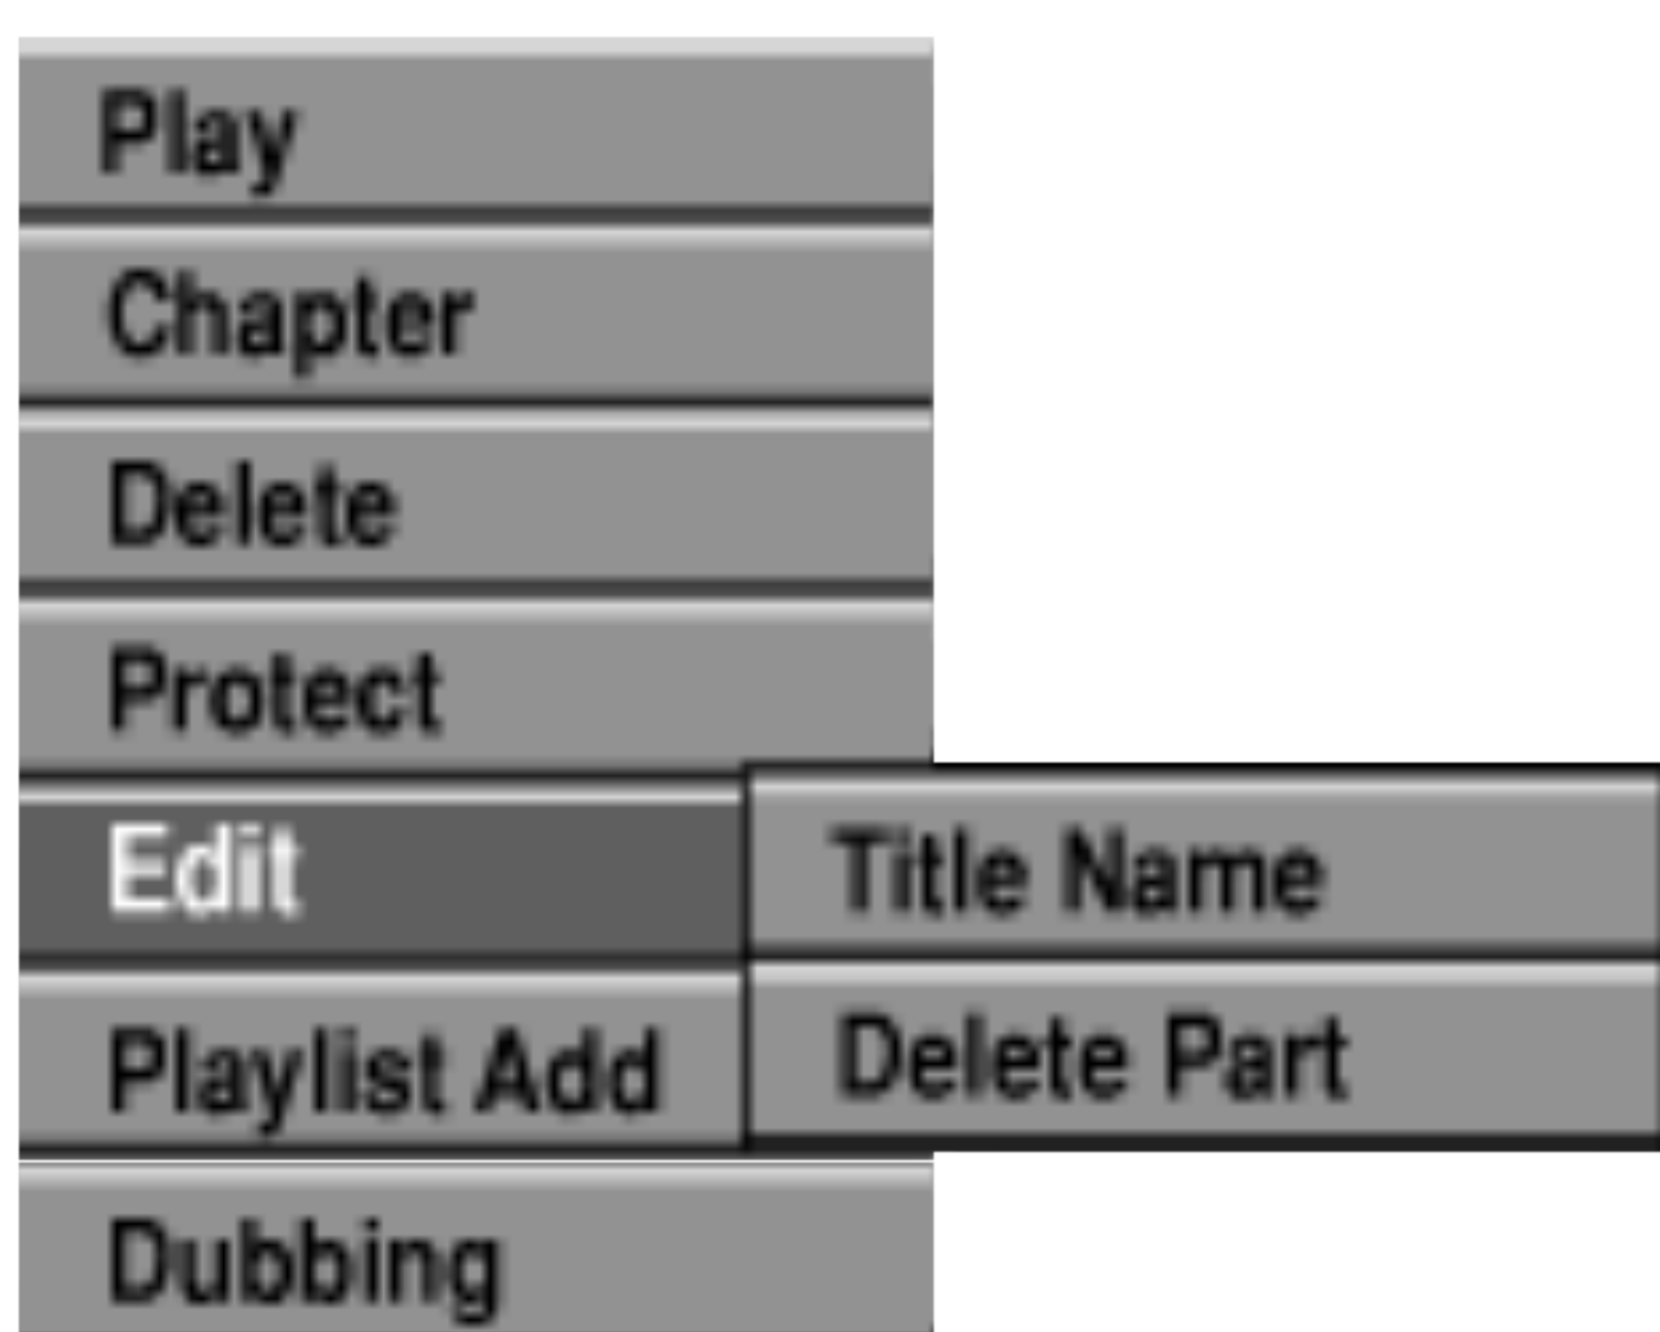 Play
Chapter
Delete
Protect
Edit
Title Name
Playlist Add
Delete Part
Dubbing